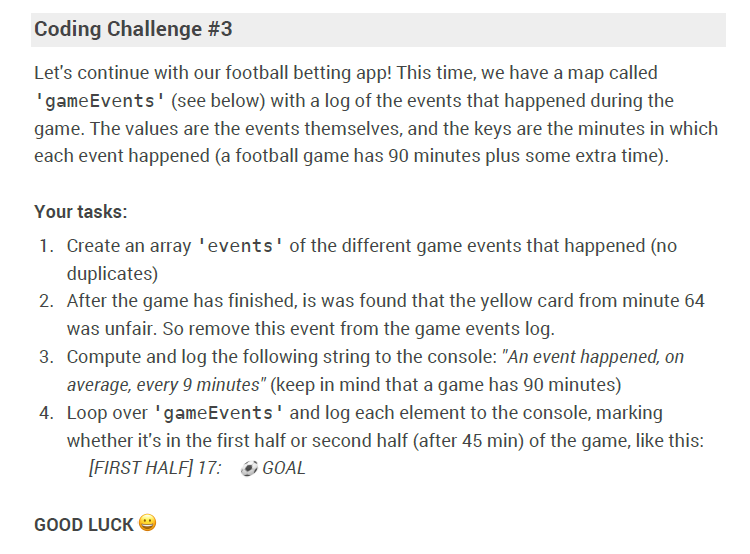 Coding Challenge #3
Let's continue with our football betting app! This time, we have a map called
'gameEvents' (see below) with a log of the events that happened during the
game. The values are the events themselves, and the keys are the minutes in which
each event happened (a football game has 90 minutes plus some extra time).
Your tasks:
1. Create an array 'events' of the different game events that happened (no
duplicates)
2. After the game has finished, is was found that the yellow card from minute 64
was unfair. So remove this event from the game events log.
3. Compute and log the following string to the console: "An event happened, on
average, every 9 minutes" (keep in mind that a game has 90 minutes)
4. Loop over 'gameEvents' and log each element to the console, marking
whether it's in the first half or second half (after 45 min) of the game, like this:
[FIRST HALF] 17: ⚽ GOAL
GOOD LUCK 😀